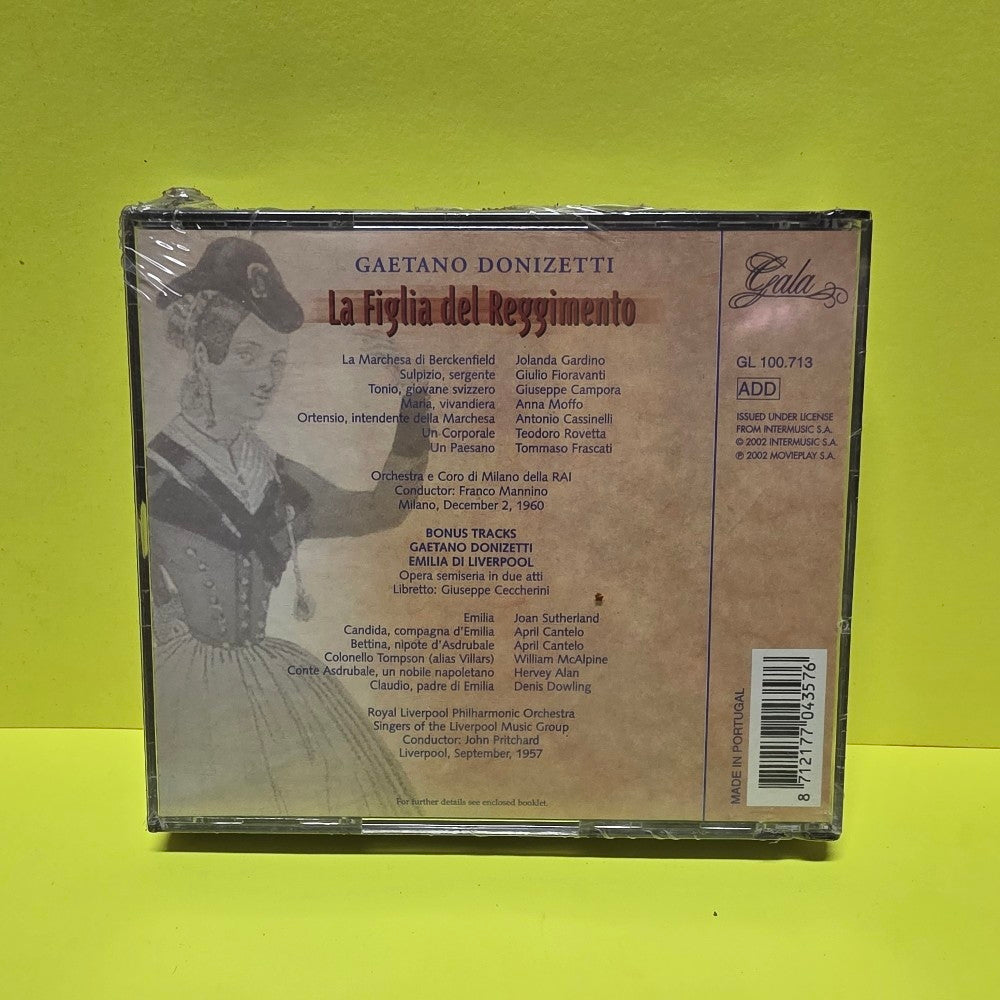 GAETANO DONIZETTI
La Figlia del Reggimento
La Marchesa di Berckenfield Jolanda Gardino
Sulpizio, sergente Giulio Fioravanti
Tonio, giovane svizzero Giuseppe Campora
Maria, vivandiera Anna Moffo
Ortensio, intendente della Marchesa Antonio Cassinelli
Un Corporale Teodoro Rovetta
Un Paesano Tommaso Frascati
Orchestra e Coro di Milano della RAI
Conductor: Franco Mannino
Milano, December 2, 1960
BONUS TRACKS
GAETANO DONIZETTI
EMILIA DI LIVERPOOL
Opera semiseria in due atti
Libretto: Giuseppe Ceccherini
Emilia Joan Sutherland
Candida, compagna d'Emilia April Cantelo
Bettina, nipote d'Asdrubale April Cantelo
Colonello Tompson (alias Villars) William McAlpine
Conte Asdrubale, un nobile napoletano Hervey Alan
Claudio, padre di Emilia Denis Dowling
Royal Liverpool Philharmonic Orchestra
Singers of the Liverpool Music Group
Conductor: John Pritchard
Liverpool, September, 1957
For further details see enclosed booklet.
Gala
GL 100.713
ADD
ISSUED UNDER LICENSE
FROM INTERMUSIC S.A.
© 2002 INTERMUSIC S.A.
℗ 2002 MOVIEPLAY S.A.
MADE IN PORTUGAL
8 712177 043576